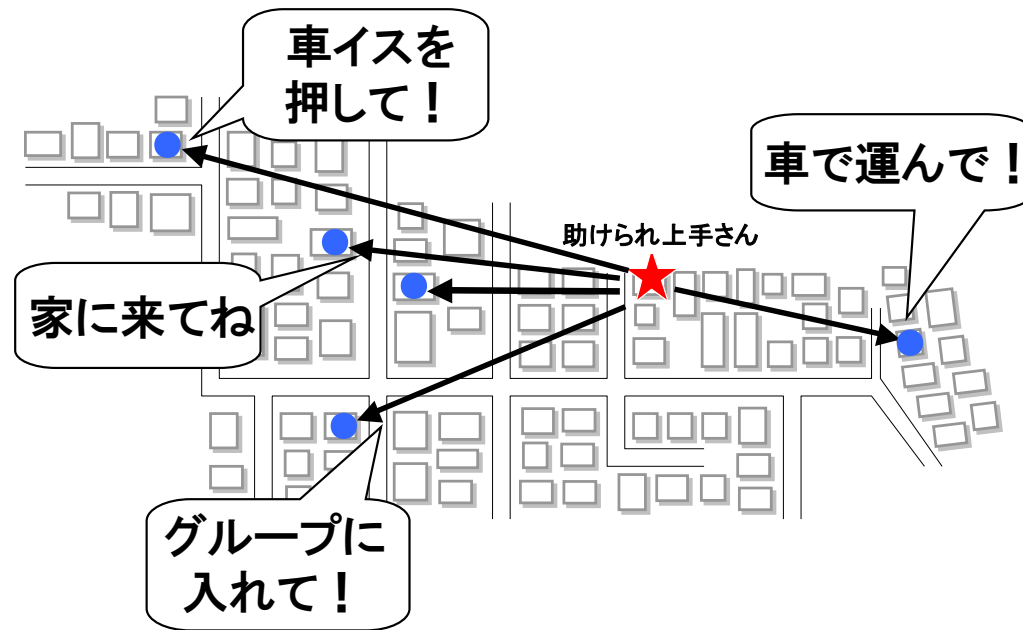 車イスを
押して！
車で運んで！
助けられ上手さん
家に来てね
グループに
入れて！